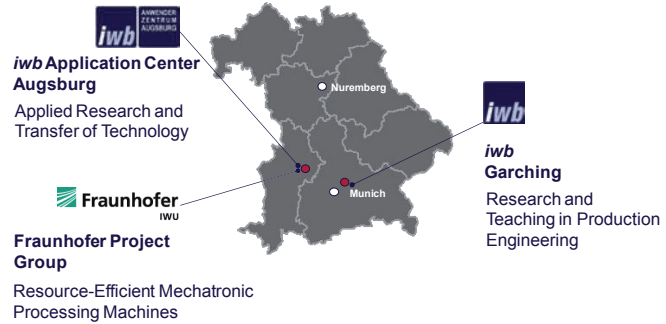 iwb
ANWENDER
ZENTRUM
AUGSBURG
iwb Application Center
Augsburg
Applied Research and
Transfer of Technology
Nuremberg
iwb
iwb
Garching
Research and
Teaching in Production
Engineering
Munich
Fraunhofer
IWU
Fraunhofer Project
Group
Resource-Efficient Mechatronic
Processing Machines